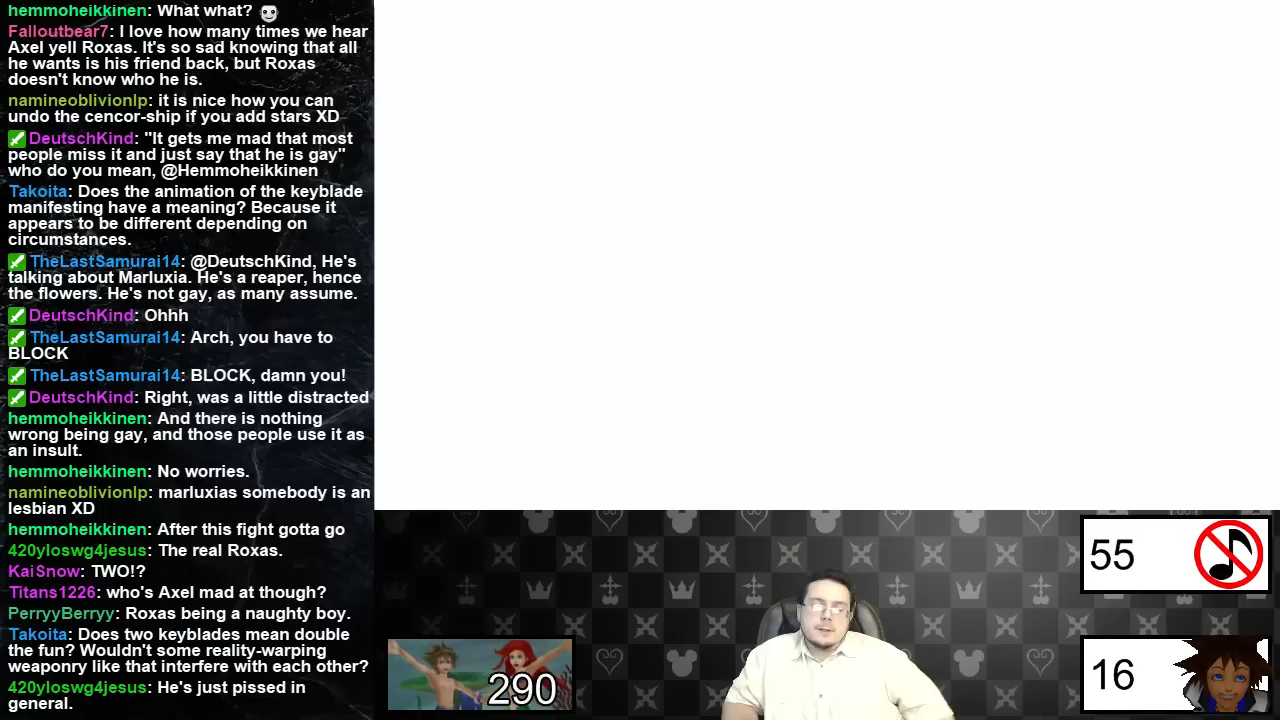 hemmoheikkinen: What what?
Falloutbear7: I love how many times we hear
Axel yell Roxas. It's so sad knowing that all
he wants is his friend back, but Roxas
doesn't know who he is.
namineoblivionlp: it is nice how you can
undo the cencor-ship if you add stars XD
DeutschKind: "It gets me mad that most
people miss it and just say that he is gay"
who do you mean, @Hemmoheikkinen
Takoita: Does the animation of the keyblade
manifesting have a meaning? Because it
appears to be different depending on
circumstances.
TheLastSamurai14: @DeutschKind, He's
talking about Marluxia. He's a reaper, hence
the flowers. He's not gay, as many assume.
DeutschKind: Ohhh
TheLastSamurai14: Arch, you have to
BLOCK
TheLastSamurai14: BLOCK, damn you!
DeutschKind: Right, was a little distracted
hemmoheikkinen: And there is nothing
wrong being gay, and those people use it as
an insult.
hemmoheikkinen: No worries.
namineoblivionlp: marluxias somebody is an
lesbian XD
hemmoheikkinen: After this fight gotta go
420yloswg4jesus: The real Roxas.
KaiSnow: TWO!?
Titans1226: who's Axel mad at though?
PerryyBerryy: Roxas being a naughty boy.
Takoita: Does two keyblades mean double
the fun? Wouldn't some reality-warping
weaponry like that interfere with each other?
420yloswg4jesus: He's just pissed in
general.
290
55
16